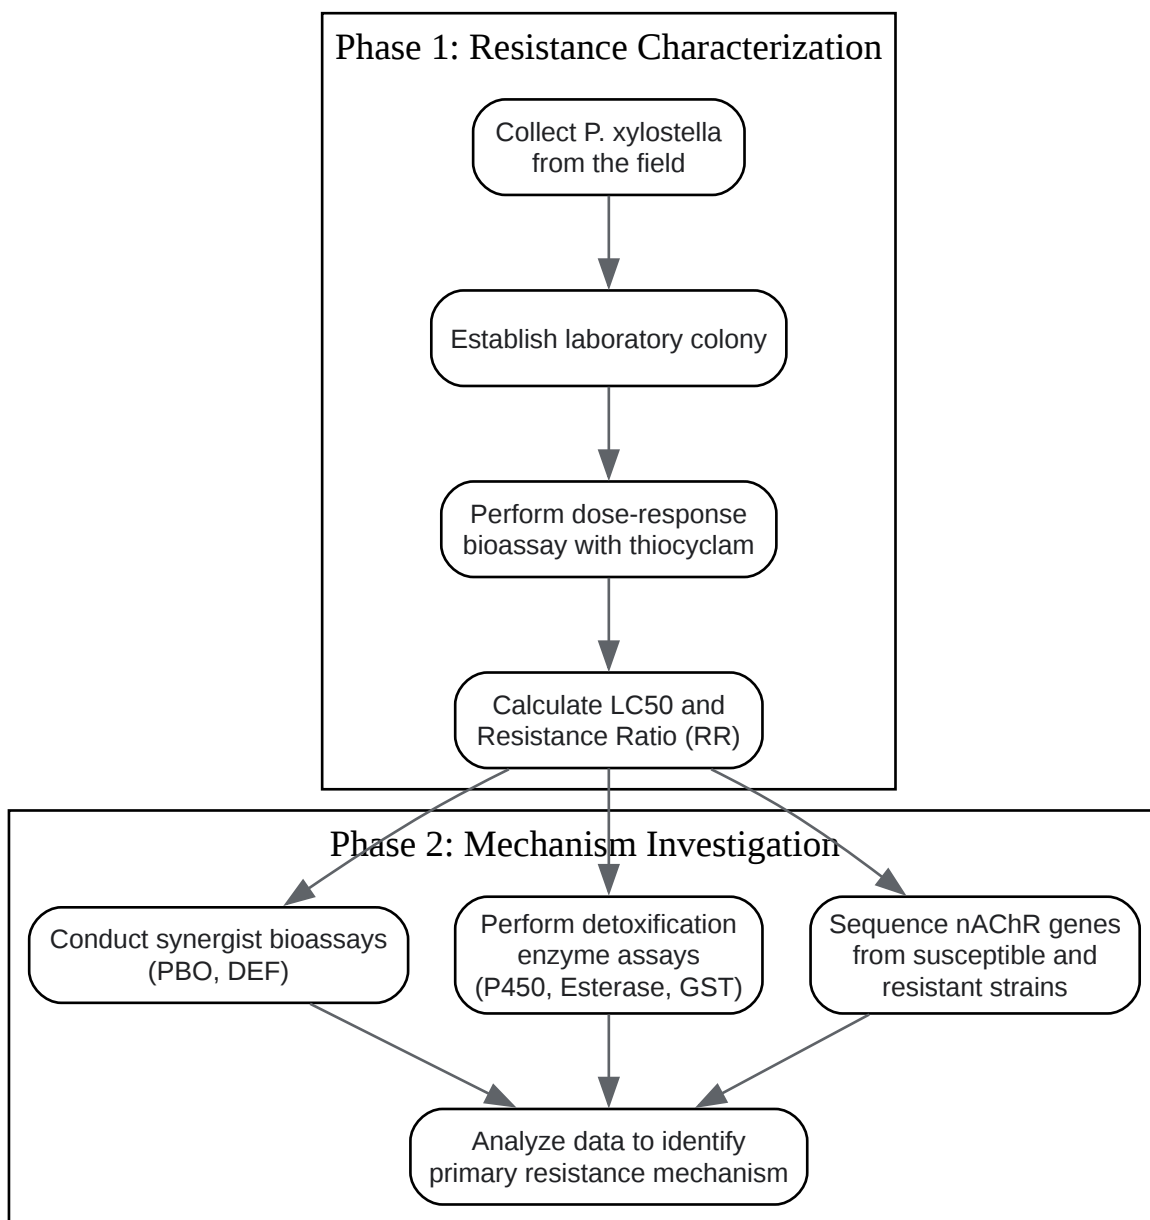 Phase 1: Resistance Characterization
Collect P. xylostella
from the field
Establish laboratory colony
Perform dose-response
bioassay with thiocyclam
Calculate LC50 and
Resistance Ratio (RR)
Phase 2: Mechanism Investigation
Conduct synergist bioassays
(PBO, DEF)
Perform detoxification
enzyme assays
(P450, Esterase, GST)
Sequence nAChR genes
from susceptible and
resistant strains
Analyze data to identify
primary resistance mechanism